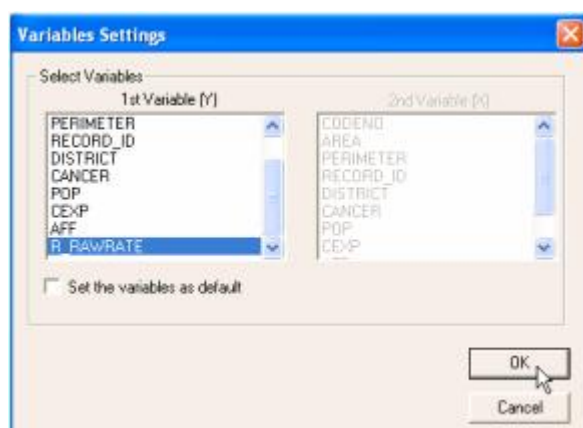 Variables Settings
Select Variables
1st Variable (Y)
PERIMETER
RECORD_ID
DISTRICT
CANCER
POP
CEXP
AFF
R_RAWRATE
2nd Variable (X)
CODENO
AREA
PERIMETER
RECORD_ID
DISTRICT
CANCER
POP
CEXP
Set the variables as default
OK
Cancel